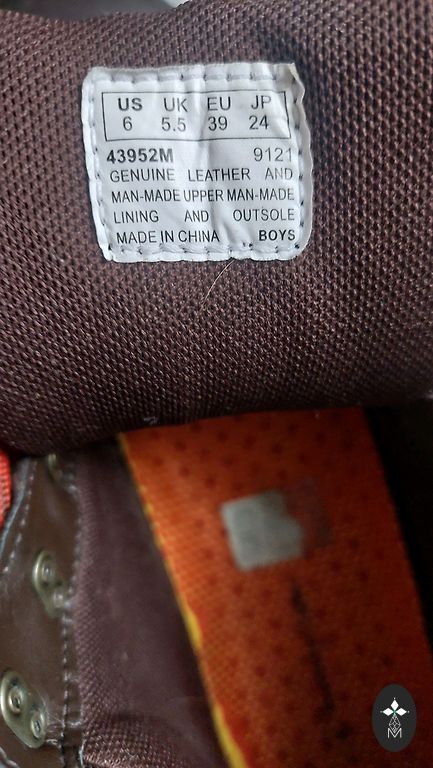 US UK EU JP
6 5.5 39 24
43952M 9121
GENUINE LEATHER AND
MAN-MADE UPPER MAN-MADE
LINING AND OUTSOLE
MADE IN CHINA BOYS